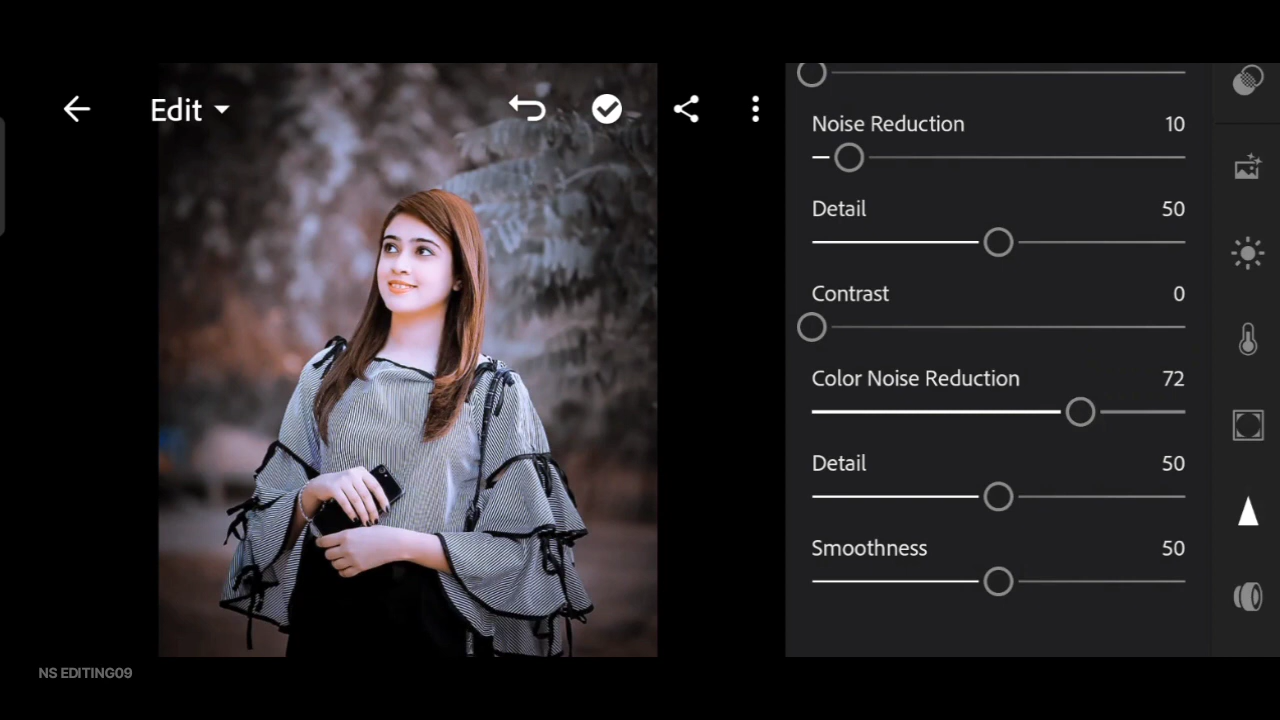 Edit
Noise Reduction 10
Detail 50
Contrast 0
Color Noise Reduction 72
Detail 50
Smoothness 50
NS EDITING09